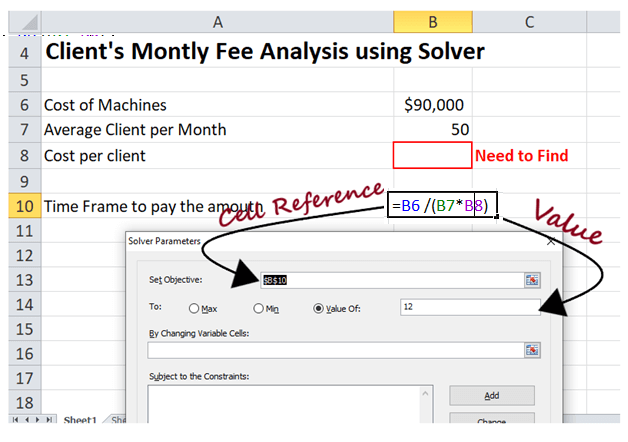 A B C
4 Client's Montly Fee Analysis using Solver
5
6 Cost of Machines $90,000
7 Average Client per Month 50
8 Cost per client Need to Find
9
10 Time Frame to pay the amount =B6 /(B7*B8)
Cell Reference
Value
11
Solver Parameters X
12
13 Set Objective: $B$10
14 To: Max Min Value Of: 12
15 By Changing Variable Cells:
16
17 Subject to the Constraints:
18 Add
Sheet1 She Change